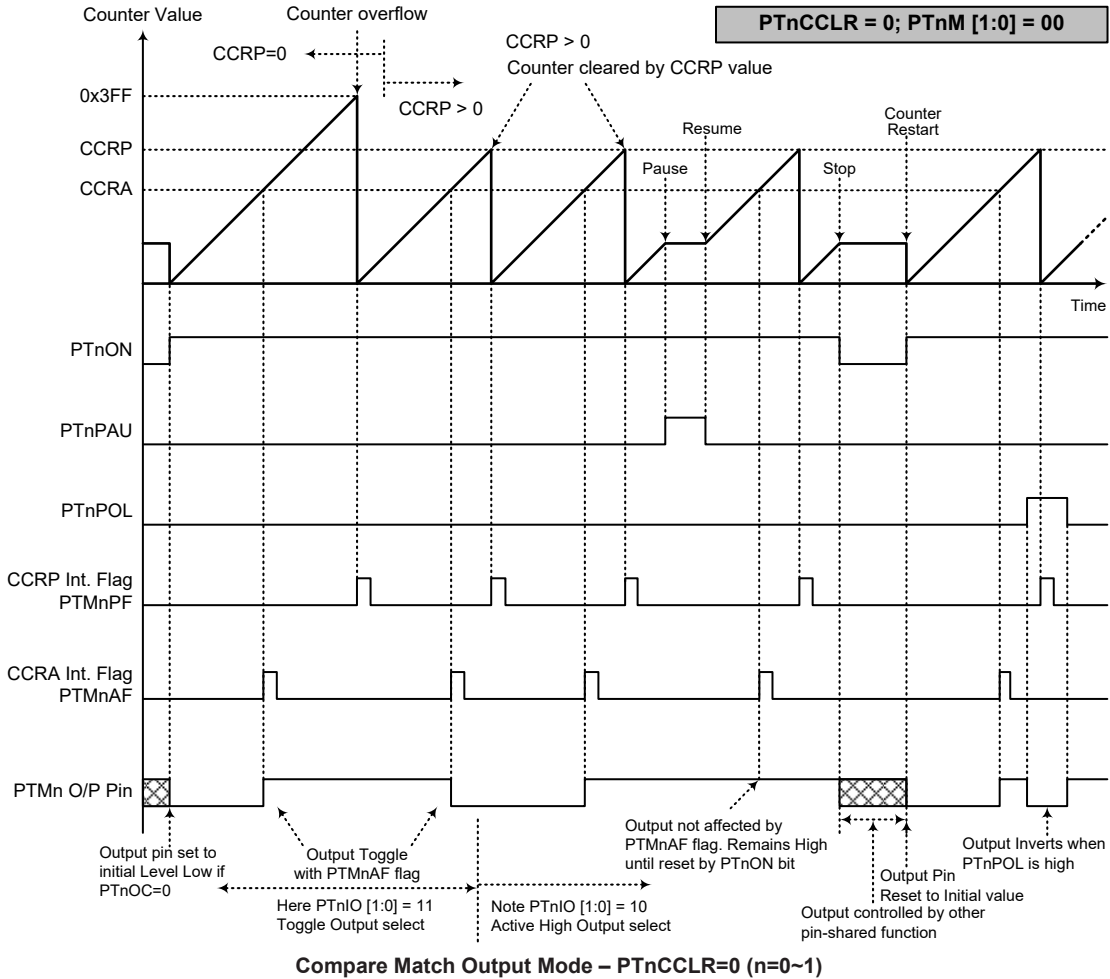 Counter Value
Counter overflow
PTnCCLR = 0; PTnM [1:0] = 00
CCRP=0
CCRP > 0
CCRP > 0
Counter cleared by CCRP value
0x3FF
CCRP
CCRA
Pause
Resume
Stop
Counter
Restart
Time
PTnON
PTnPAU
PTnPOL
CCRP Int. Flag
PTMnPF
CCRA Int. Flag
PTMnAF
PTMn O/P Pin
Output pin set to
initial Level Low if
PTnOC=0
Output Toggle
with PTMnAF flag
Here PTnIO [1:0] = 11
Toggle Output select
Note PTnIO [1:0] = 10
Active High Output select
Output not affected by
PTMnAF flag. Remains High
until reset by PTnON bit
Output Pin
Reset to Initial value
Output controlled by other
pin-shared function
Output Inverts when
PTnPOL is high
Compare Match Output Mode – PTnCCLR=0 (n=0~1)